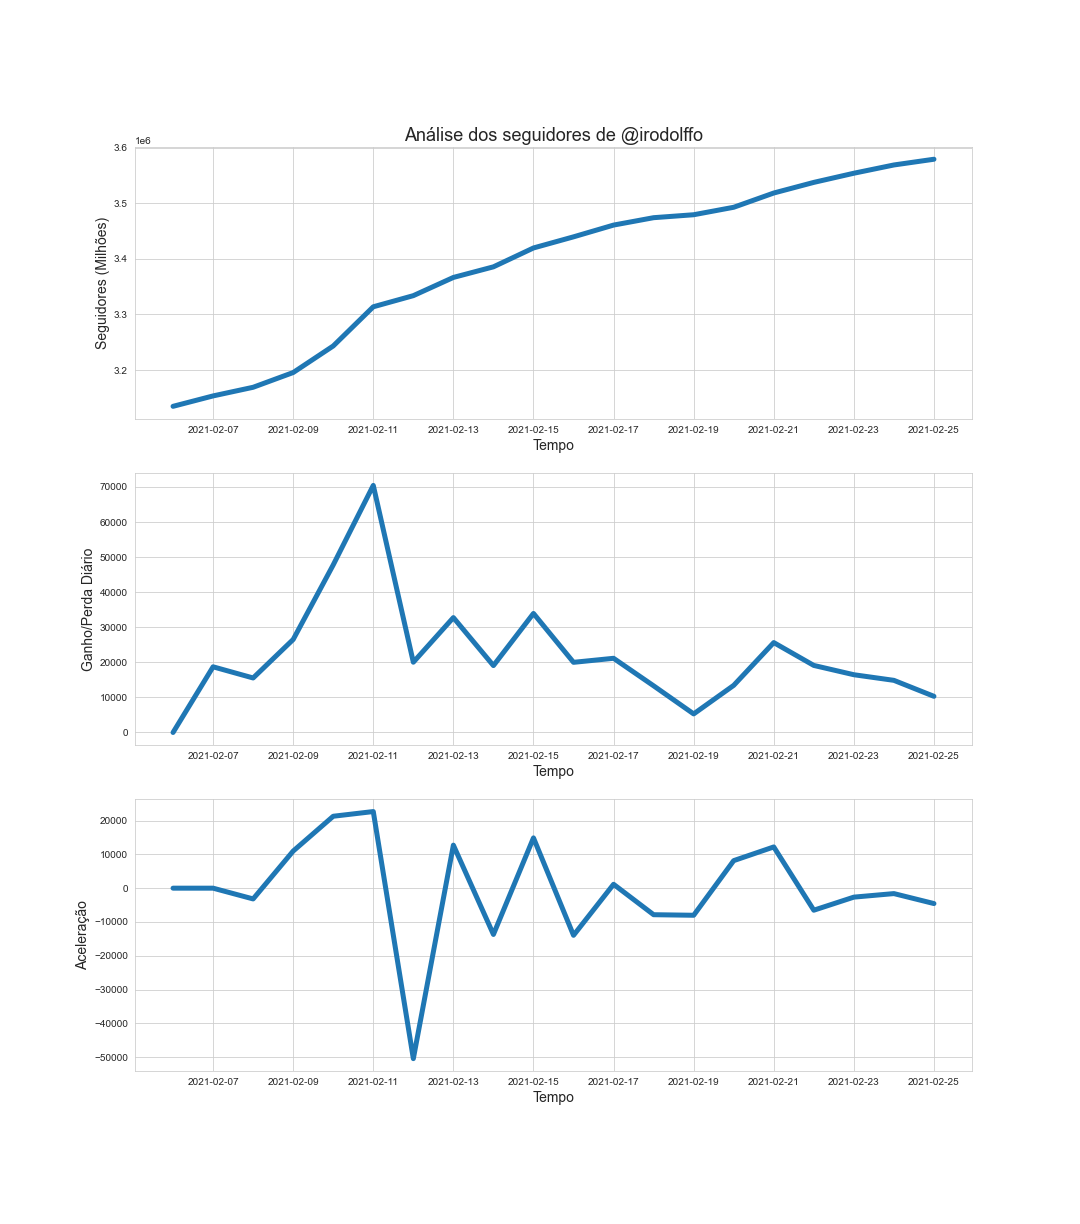 Análise dos seguidores de @irodolffo
1e6
3.6
3.5
3.4
3.3
3.2
Seguidores (Milhões)
2021-02-07 2021-02-09 2021-02-11 2021-02-13 2021-02-15 2021-02-17 2021-02-19 2021-02-21 2021-02-23 2021-02-25
Tempo
70000
60000
50000
40000
30000
20000
10000
0
Ganho/Perda Diário
2021-02-07 2021-02-09 2021-02-11 2021-02-13 2021-02-15 2021-02-17 2021-02-19 2021-02-21 2021-02-23 2021-02-25
Tempo
20000
10000
0
−10000
−20000
−30000
−40000
−50000
Aceleração
2021-02-07 2021-02-09 2021-02-11 2021-02-13 2021-02-15 2021-02-17 2021-02-19 2021-02-21 2021-02-23 2021-02-25
Tempo